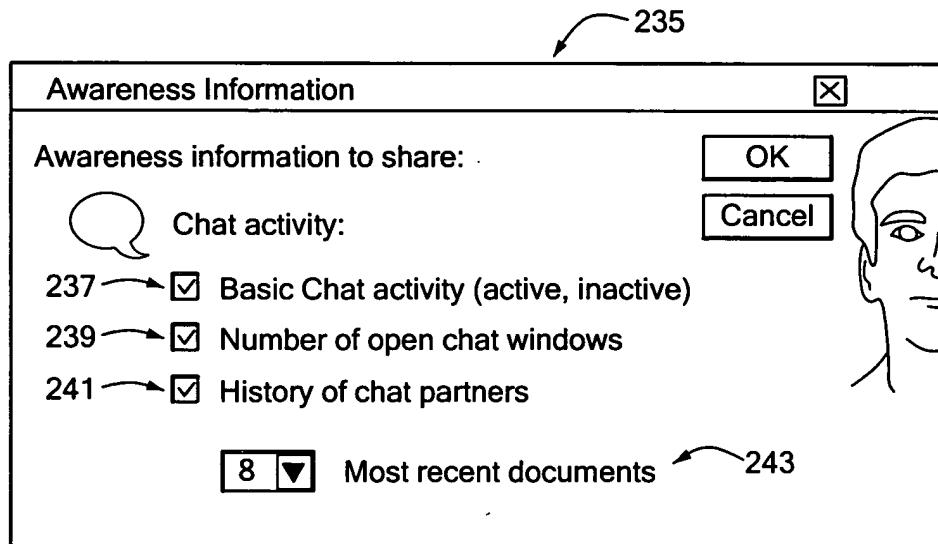 235
Awareness Information
Awareness information to share:
OK
Chat activity:
Cancel
237 Basic Chat activity (active, inactive)
239 Number of open chat windows
241 History of chat partners
8 Most recent documents 243